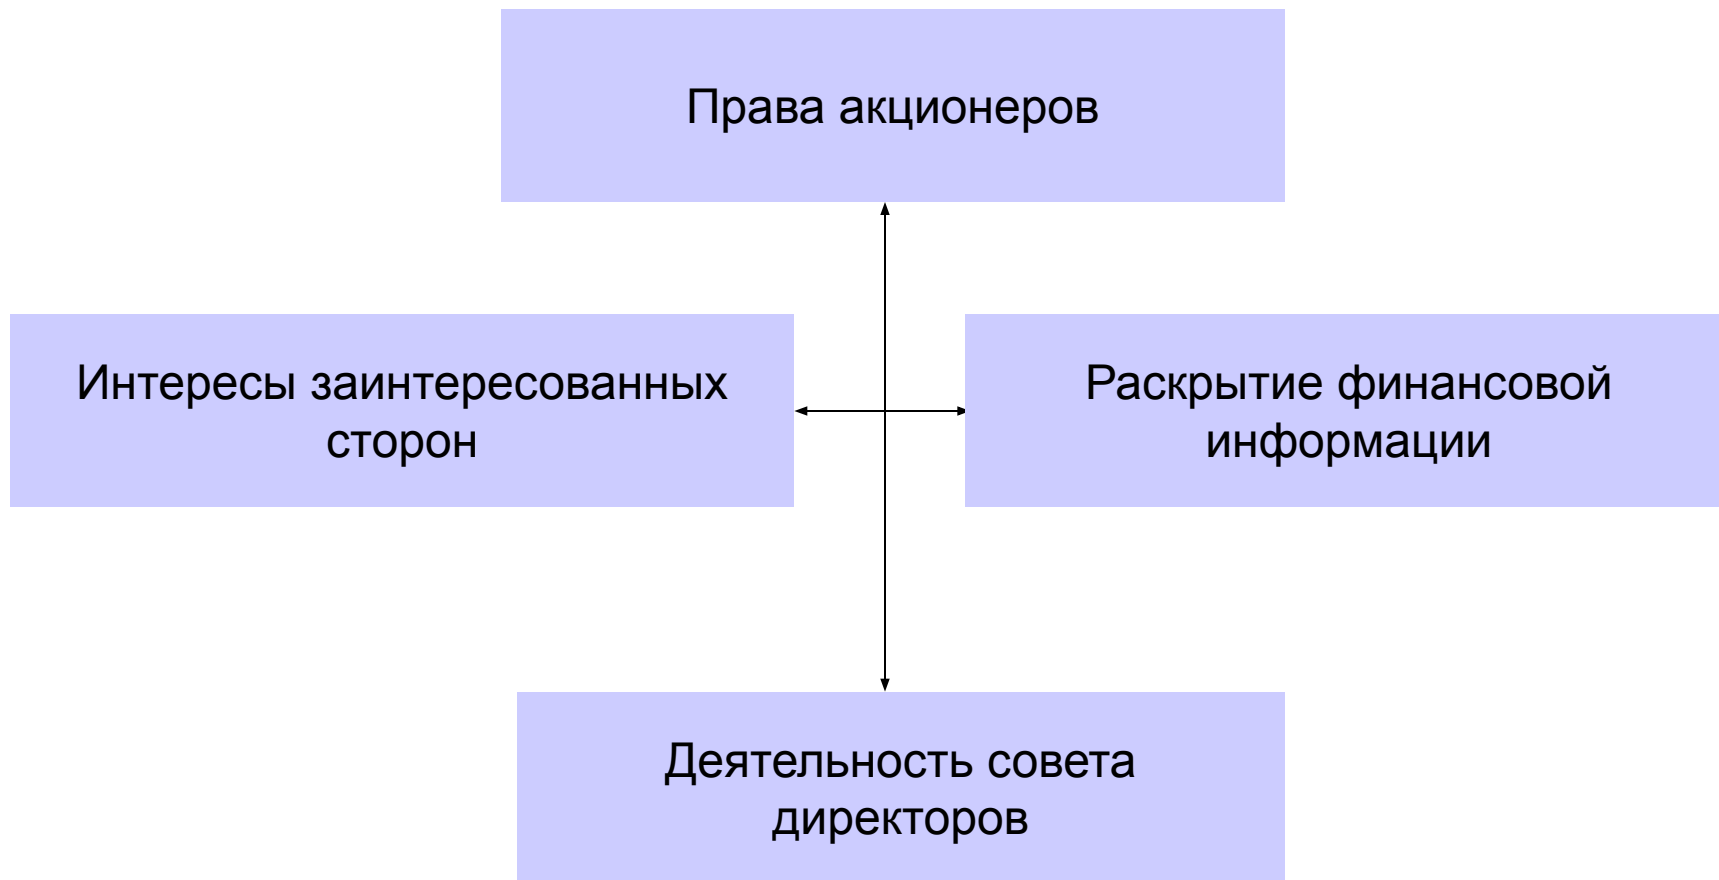 Права акционеров
Интересы заинтересованных
сторон
Раскрытие финансовой
информации
Деятельность совета
директоров